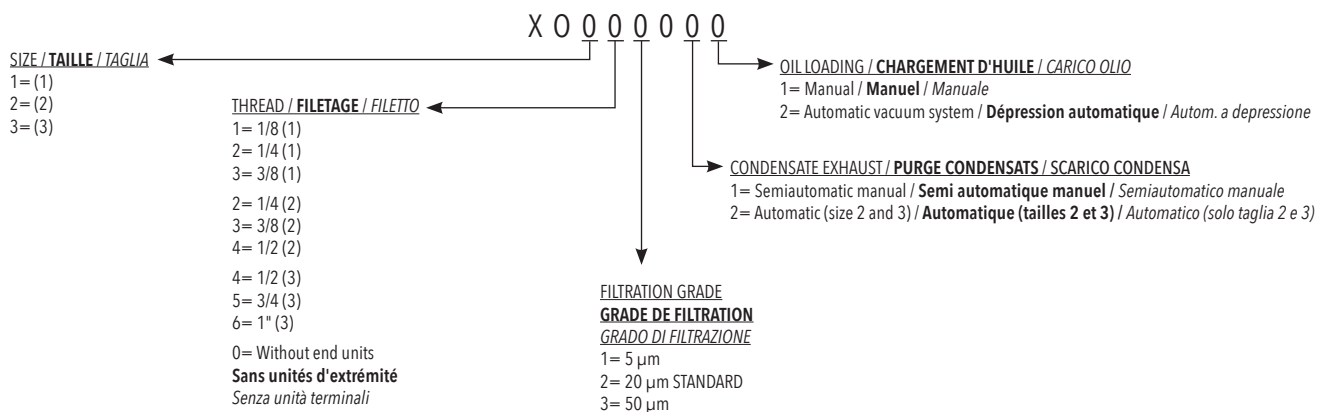 X O 0 0 0 0 0 0
SIZE / TAILLE / TAGLIA
1= (1)
2= (2)
3= (3)
THREAD / FILETAGE / FILETTO
1= 1/8 (1)
2= 1/4 (1)
3= 3/8 (1)
2= 1/4 (2)
3= 3/8 (2)
4= 1/2 (2)
4= 1/2 (3)
5= 3/4 (3)
6= 1" (3)
0= Without end units
Sans unités d'extrémité
Senza unità terminali
FILTRATION GRADE
GRADE DE FILTRATION
GRADO DI FILTRAZIONE
1= 5 µm
2= 20 µm STANDARD
3= 50 µm
CONDENSATE EXHAUST / PURGE CONDENSATS / SCARICO CONDENSA
1= Semiautomatic manual / Semi automatique manuel / Semiautomatico manuale
2= Automatic (size 2 and 3) / Automatique (tailles 2 et 3) / Automatico (solo taglia 2 e 3)
OIL LOADING / CHARGEMENT D'HUILE / CARICO OLIO
1= Manual / Manuel / Manuale
2= Automatic vacuum system / Dépression automatique / Autom. a depressione